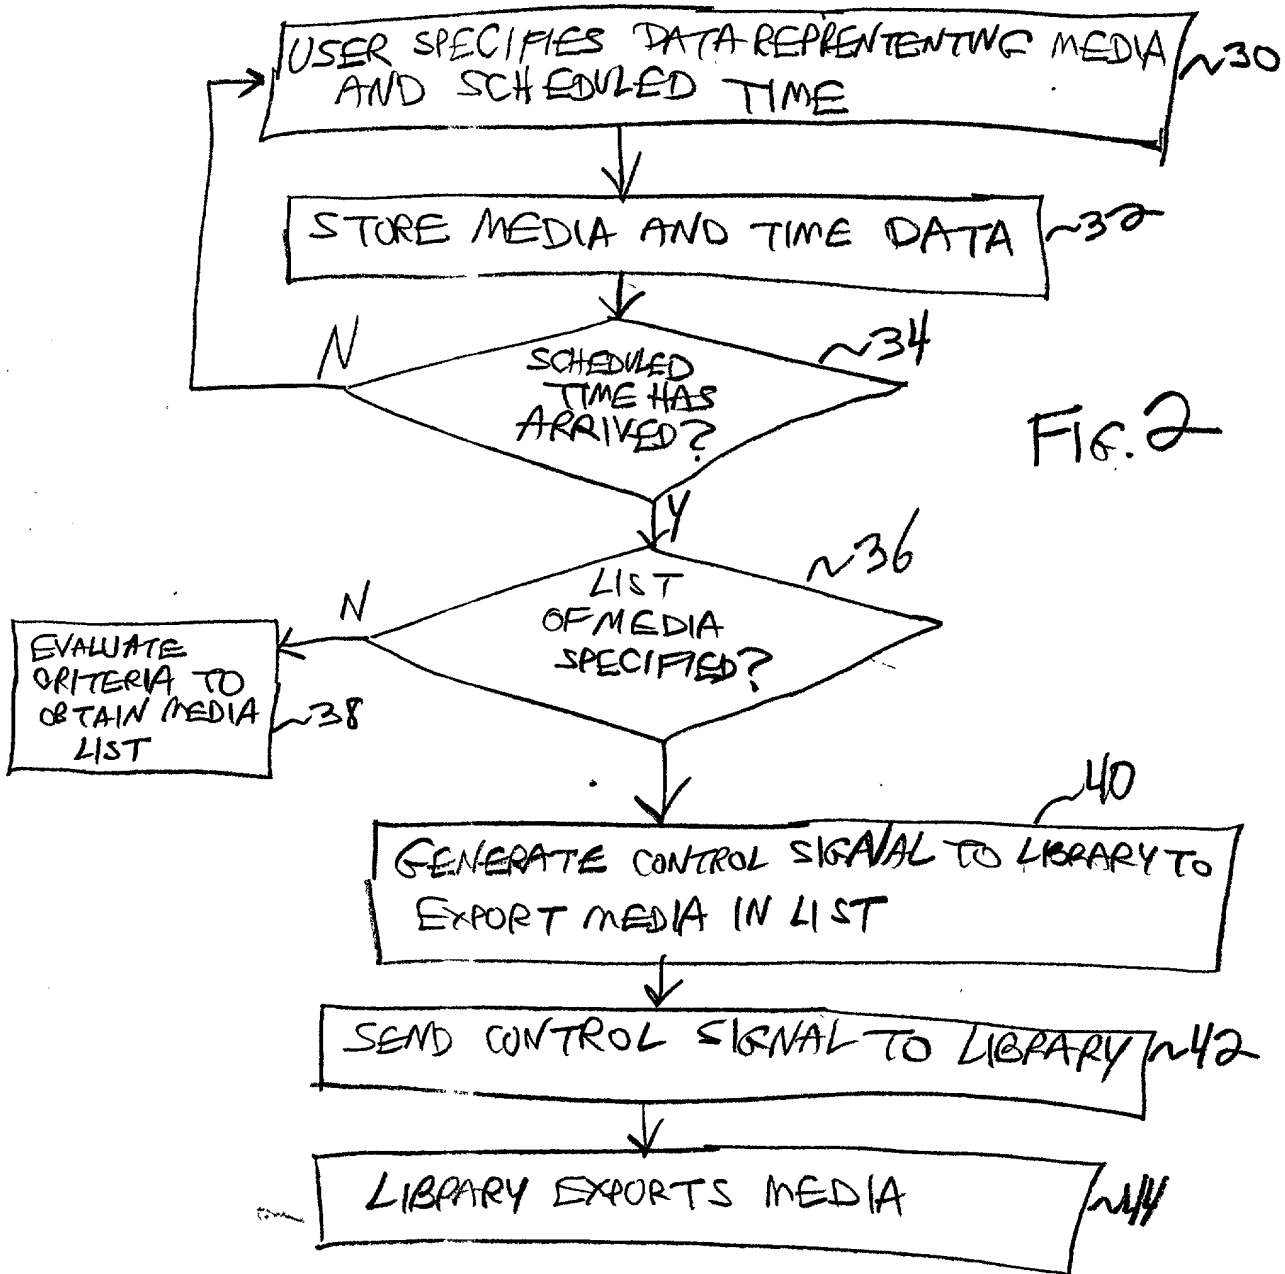 USER SPECIFIES DATA REPRENTENTING MEDIA
AND SCHEDULED TIME
~30
STORE MEDIA AND TIME DATA
~32
N
SCHEDULED
TIME HAS
ARRIVED?
~34
FIG. 2
Y
~36
LIST
OF MEDIA
SPECIFIED?
N
EVALUATE
CRITERIA TO
OBTAIN MEDIA
LIST
~38
~40
GENERATE CONTROL SIGNAL TO LIBRARY TO
EXPORT MEDIA IN LIST
SEND CONTROL SIGNAL TO LIBRARY
~42
LIBRARY EXPORTS MEDIA
~44